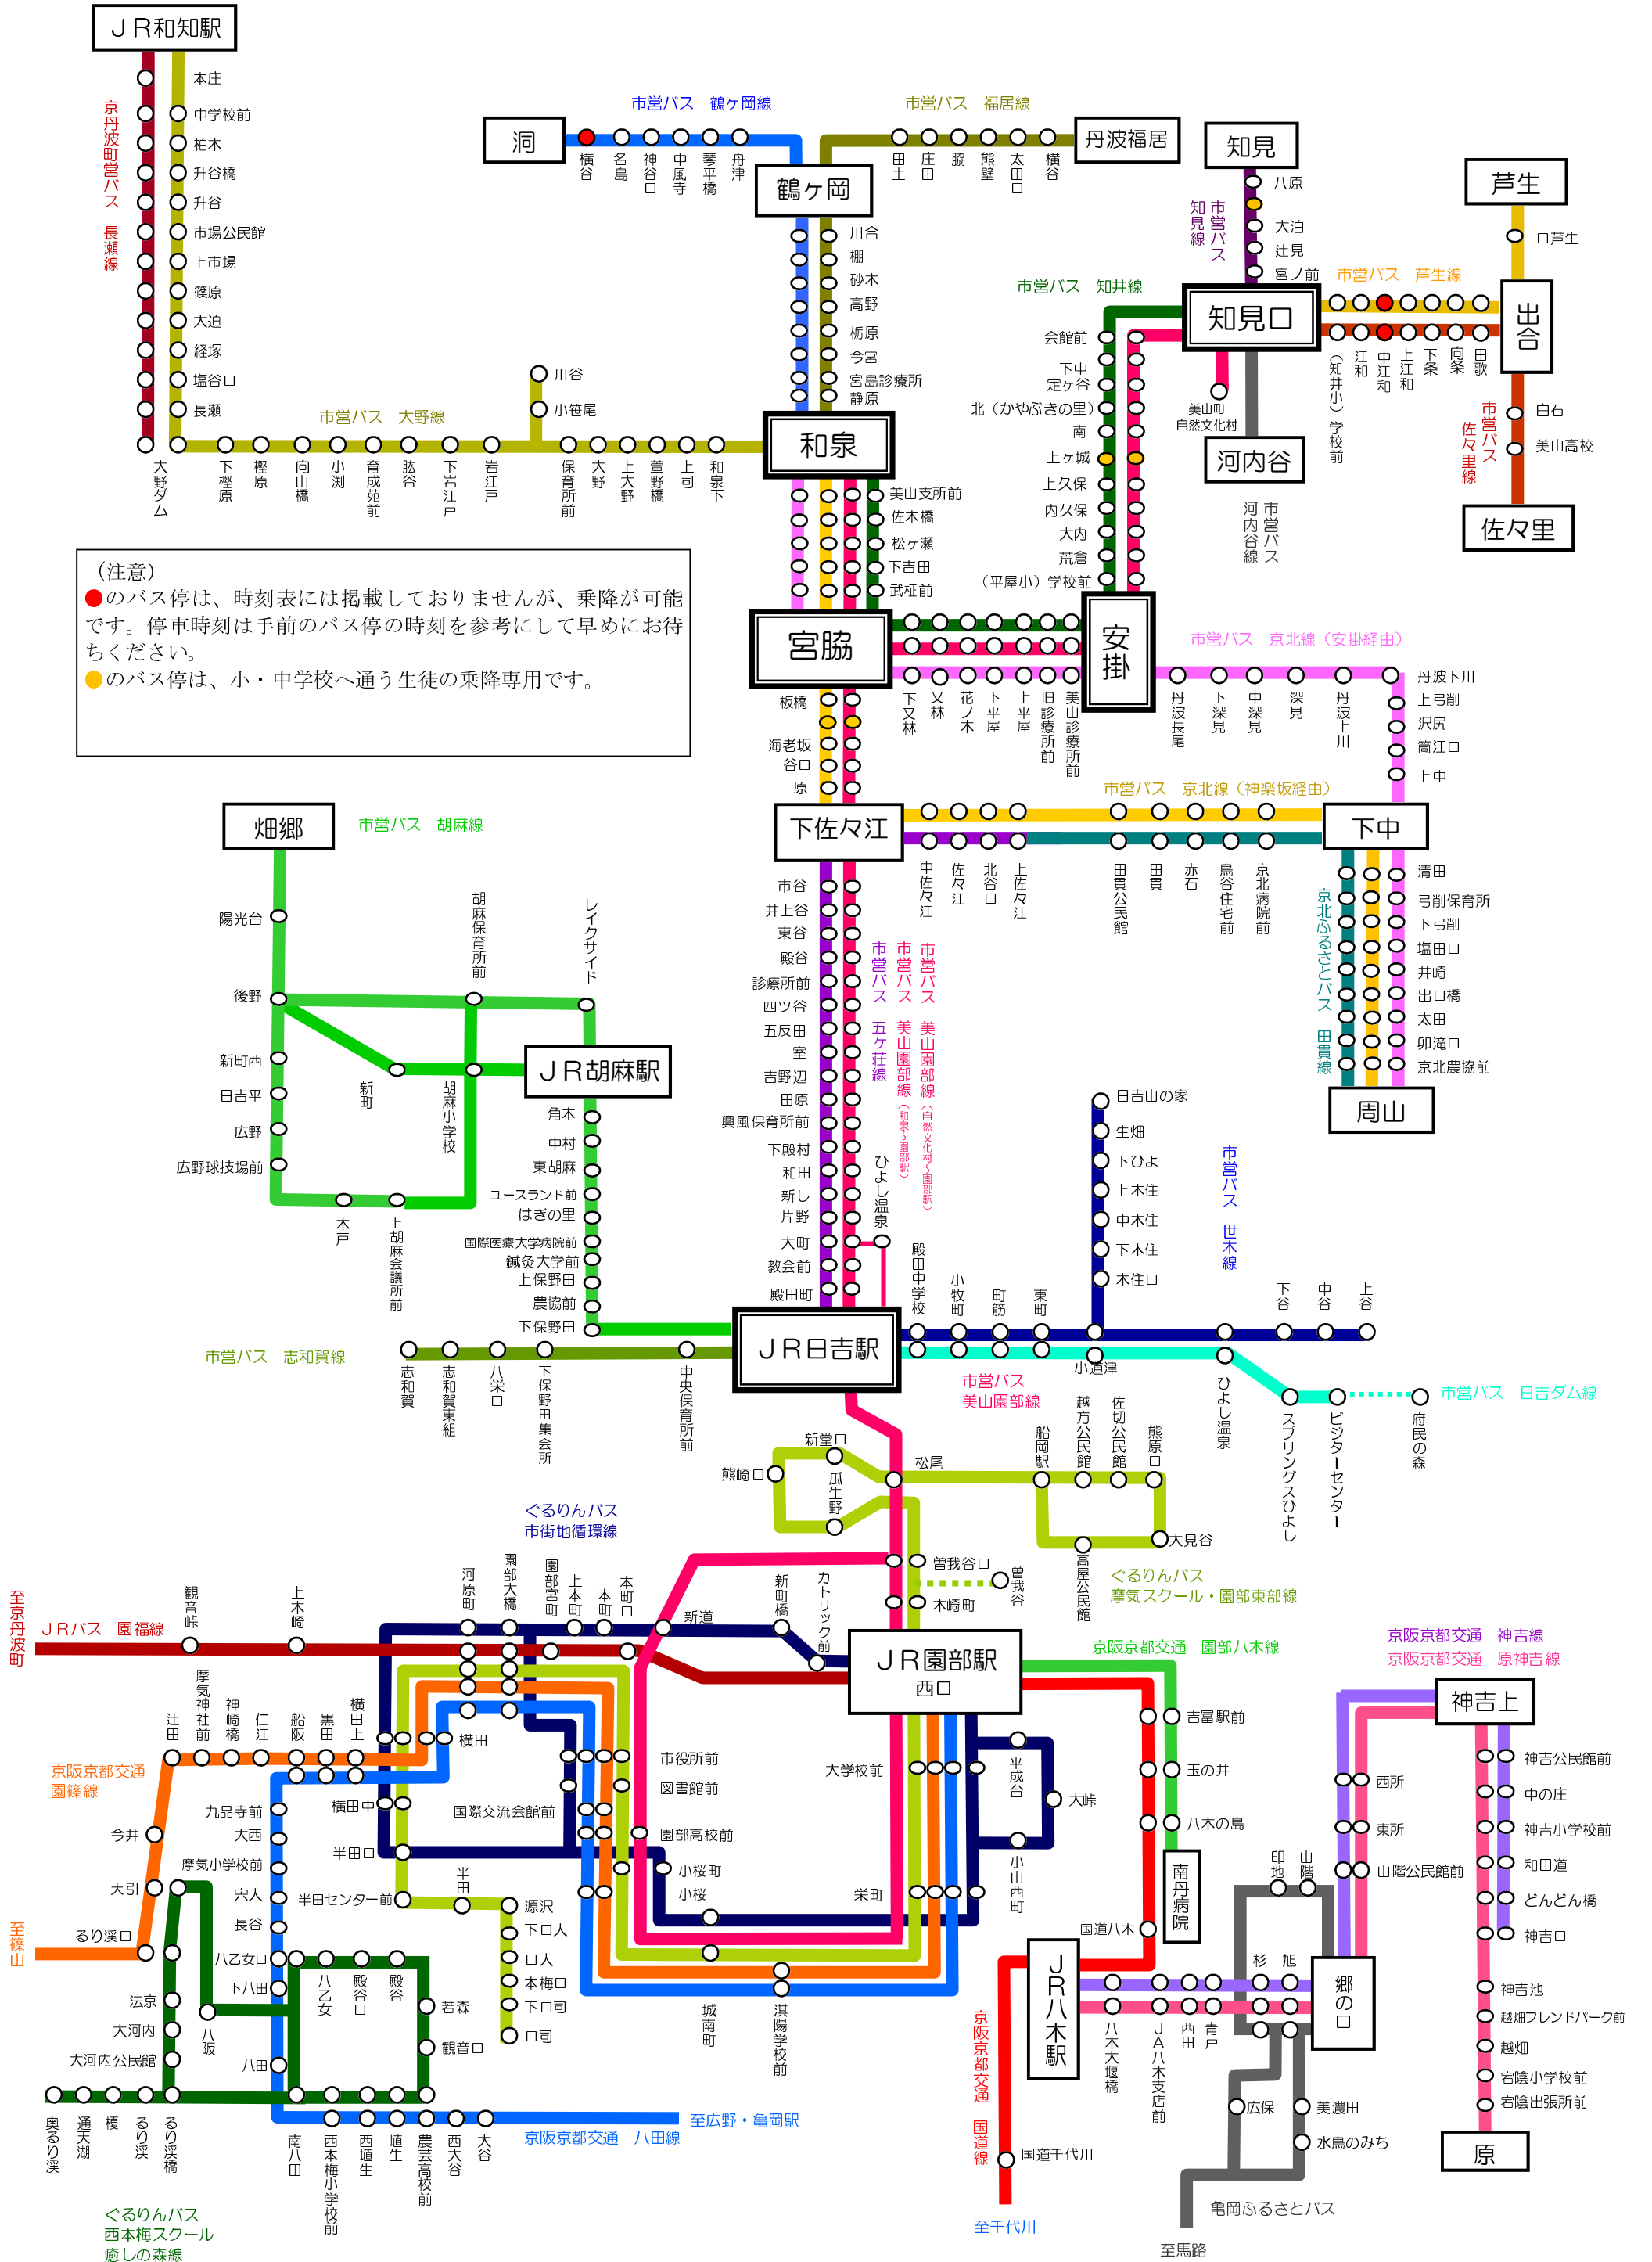 ＪＲ和知駅
本庄
中学校前
柏木
升谷橋
升谷
市場公民館
上市場
篠原
大迫
経塚
塩谷口
長瀬
京丹波町営バス　長瀬線
大野ダム
市営バス　大野線
川谷
小笹尾
下樫原
樫原
向山橋
小渕
育成苑前
肱谷
下岩江戸
岩江戸
保育所前
大野
上大野
萱野橋
上司
和泉下
市営バス　鶴ヶ岡線
洞
横谷
名島
神谷口
中風寺
琴平橋
舟津
鶴ヶ岡
市営バス　福居線
田土
庄田
脇
熊壁
太田口
横谷
丹波福居
川合
棚
砂木
高野
栃原
今宮
宮島診療所
静原
和泉
知見
八原
大泊
辻見
宮ノ前
市営バス
知見線
知見口
芦生
口芦生
市営バス　芦生線
出合
（知井小）学校前
江和
中江和
上江和
下条
向条
田歌
白石
美山高校
市営バス
佐々里線
佐々里
市営バス　知井線
会館前
下中
定ヶ谷
北（かやぶきの里）
南
上ヶ城
上久保
内久保
大内
荒倉
（平屋小）学校前
美山町
自然文化村
河内谷
市営バス
河内谷線
美山支所前
佐本橋
松ヶ瀬
下吉田
武柾前
宮脇
安掛
下又林
又林
花ノ木
下平屋
上平屋
旧診療所前
美山診療所前
市営バス　京北線（安掛経由）
丹波長尾
下深見
中深見
深見
丹波上川
丹波下川
上弓削
沢尻
筒江口
上中
（注意）
●のバス停は、時刻表には掲載しておりませんが、乗降が可能
です。停車時刻は手前のバス停の時刻を参考にして早めにお待
ちください。
●のバス停は、小・中学校へ通う生徒の乗降専用です。
板橋
海老坂
谷口
原
下佐々江
市営バス　京北線（神楽坂経由）
下中
中佐々江
佐々江
北谷口
上佐々江
田貫公民館
田貫
赤石
鳥谷住宅前
京北病院前
清田
弓削保育所
下弓削
塩田口
井崎
出口橋
太田
卯滝口
京北農協前
京北ふるさとバス　田貫線
周山
畑郷
市営バス　胡麻線
陽光台
後野
新町西
日吉平
広野
広野球技場前
木戸
上胡麻会議所前
新町
胡麻小学校
胡麻保育所前
レイクサイド
ＪＲ胡麻駅
角本
中村
東胡麻
ユースランド前
はぎの里
国際医療大学病院前
鍼灸大学前
上保野田
農協前
下保野田
市谷
井上谷
東谷
殿谷
診療所前
四ツ谷
五反田
室
吉野辺
田原
興風保育所前
下殿村
和田
新し
片野
大町
教会前
殿田町
市営バス　五ヶ荘線
市営バス　美山園部線（和泉～園部駅）
市営バス　美山園部線（自然文化村～園部駅）
ひよし温泉
ＪＲ日吉駅
市営バス　志和賀線
志和賀
志和賀東組
八栄口
下保野田集会所
中央保育所前
日吉山の家
生畑
下ひよ
上木住
中木住
下木住
木住口
市営バス　世木線
殿田中学校
小牧町
町筋
東町
小道津
下谷
中谷
上谷
ひよし温泉
スプリングスひよし
ビジターセンター
府民の森
市営バス　日吉ダム線
市営バス
美山園部線
新堂口
熊崎口
瓜生野
松尾
船岡駅
越方公民館
佐切公民館
熊原口
大見谷
高屋公民館
曽我谷口
曽我谷
木崎町
ぐるりんバス
摩気スクール・園部東部線
ぐるりんバス
市街地循環線
至京丹波町
ＪＲバス　園福線
観音峠
上木崎
河原町
園部大橋
園部宮町
上本町
本町
本町口
新道
新町橋
カトリック前
ＪＲ園部駅
西口
京阪京都交通　園部八木線
京阪京都交通　神吉線
京阪京都交通　原神吉線
辻田
摩気神社前
神崎橋
仁江
船阪
黒田
横田上
横田
京阪京都交通
園篠線
今井
天引
るり渓口
至篠山
九品寺前
大西
摩気小学校前
宍人
長谷
八乙女口
下八田
八田
横田中
半田口
半田センター前
半田
源沢
下口人
口人
本梅口
下口司
口司
市役所前
図書館前
国際交流会館前
園部高校前
小桜町
小桜
城南町
淇陽学校前
大学校前
栄町
平成台
大峠
小山西町
吉富駅前
玉の井
八木の島
南丹病院
国道八木
ＪＲ八木駅
京阪京都交通　国道線
国道千代川
至千代川
八木大堰橋
ＪＡ八木支店前
西田
青戸
杉
旭
印地
山階
郷の口
西所
東所
山階公民館前
神吉上
神吉公民館前
中の庄
神吉小学校前
和田道
どんどん橋
神吉口
神吉池
越畑フレンドパーク前
越畑
宕陰小学校前
宕陰出張所前
原
広保
美濃田
水鳥のみち
亀岡ふるさとバス
至馬路
法京
大河内
大河内公民館
八阪
八乙女
殿谷口
殿谷
若森
観音口
奥るり渓
通天湖
榎
るり渓
るり渓橋
南八田
西本梅小学校前
西埴生
埴生
農芸高校前
西大谷
大谷
至広野・亀岡駅
京阪京都交通　八田線
ぐるりんバス
西本梅スクール
癒しの森線